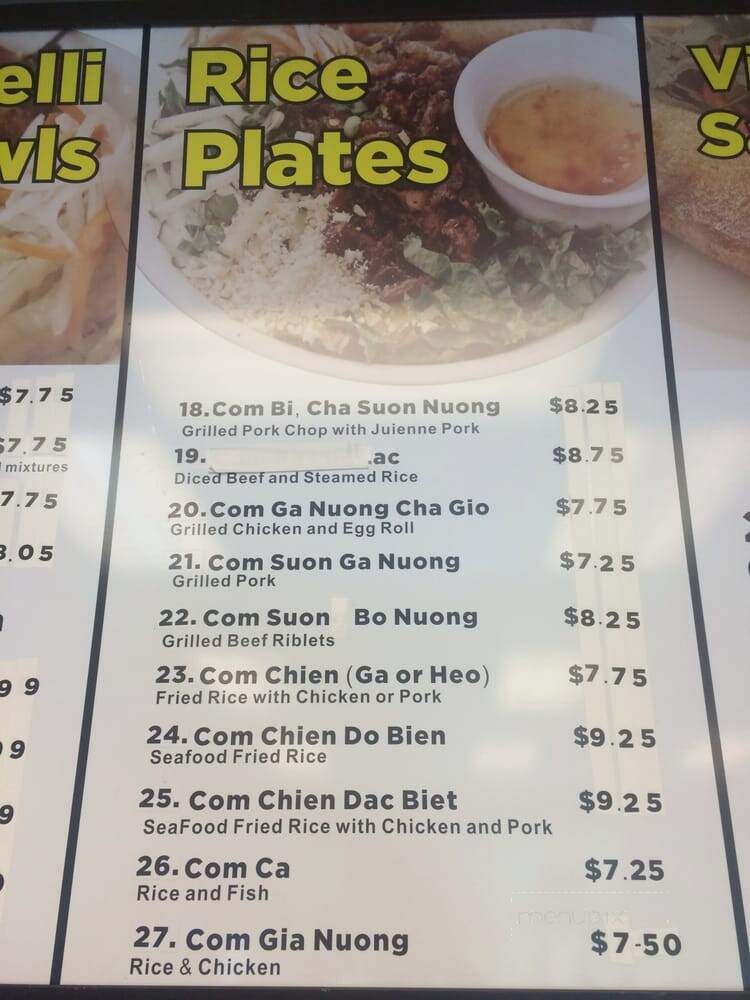 elli
wls
$7.75
$7.75
mixtures
7.75
.05
99
99
9
Rice
Plates
18. Com Bi, Cha Suon Nuong $8.25
Grilled Pork Chop with Juienne Pork
19. .ac $8.75
Diced Beef and Steamed Rice
20. Com Ga Nuong Cha Gio $7.75
Grilled Chicken and Egg Roll
21. Com Suon Ga Nuong $7.25
Grilled Pork
22. Com Suon Bo Nuong $8.25
Grilled Beef Riblets
23. Com Chien (Ga or Heo) $7.75
Fried Rice with Chicken or Pork
24. Com Chien Do Bien $9.25
Seafood Fried Rice
25. Com Chien Dac Biet $9.25
SeaFood Fried Rice with Chicken and Pork
26. Com Ca $7.25
Rice and Fish
27. Com Gia Nuong $7-50
Rice & Chicken
Vi
S